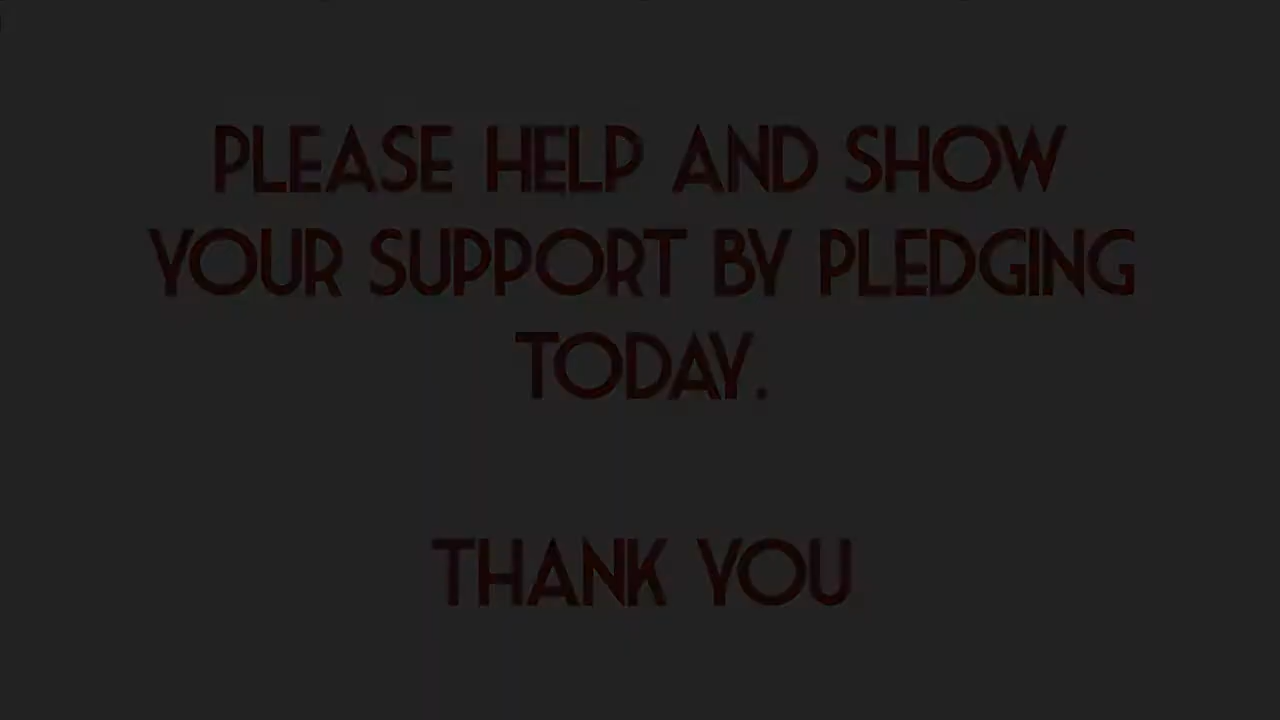 PLEASE HELP AND SHOW
YOUR SUPPORT BY PLEDGING
TODAY.
THANK YOU